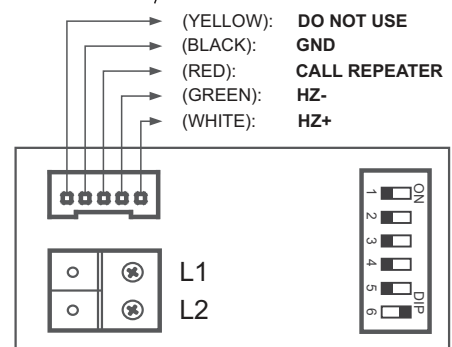 (YELLOW): DO NOT USE
(BLACK): GND
(RED): CALL REPEATER
(GREEN): HZ-
(WHITE): HZ+
L1
L2
ON
1
2
3
4
5
6
DIP